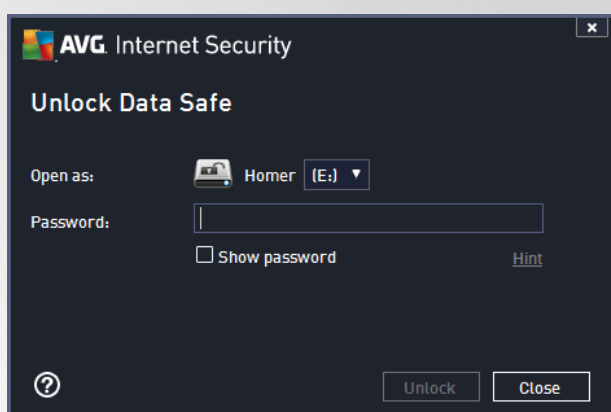 AVG. Internet Security
Unlock Data Safe
Open as: Homer (E:)
Password:
Show password Hint
Unlock Close